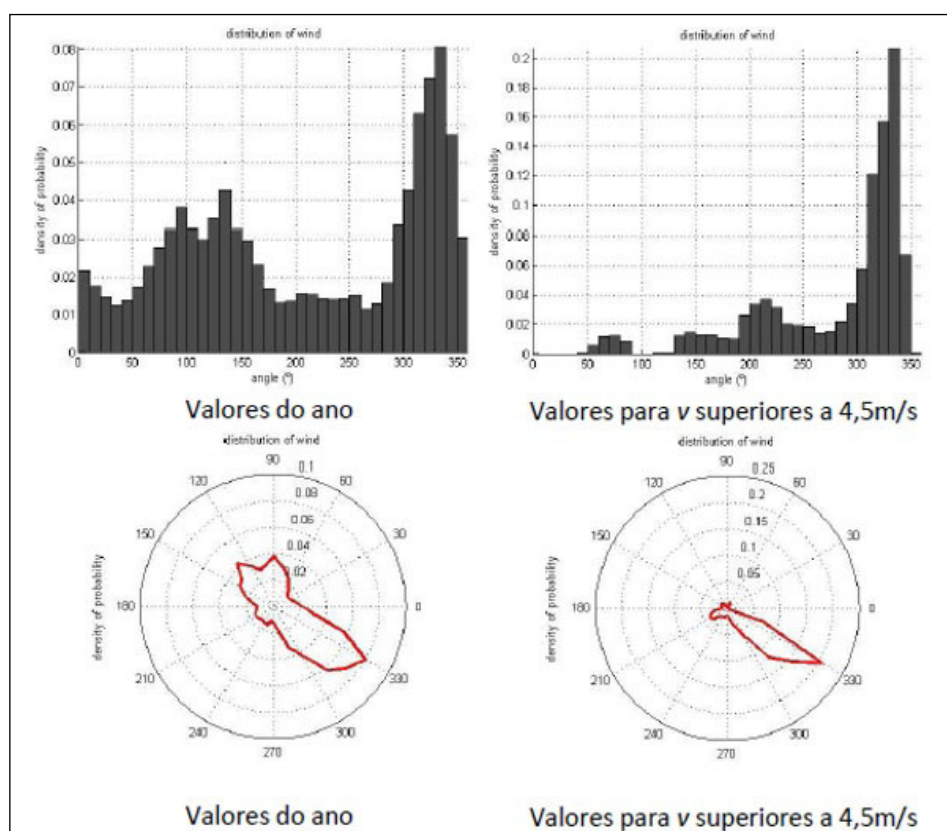 distribution of wind
0.08
0.07
0.06
0.05
0.04
0.03
0.02
0.01
0
density of probability
0 50 100 150 200 250 300 350
angle (º)
Valores do ano
distribution of wind
0.2
0.18
0.16
0.14
0.12
0.1
0.08
0.06
0.04
0.02
0
density of probability
0 50 100 150 200 250 300 350
angle (º)
Valores para v superiores a 4,5m/s
distribution of wind
90
0.1
120 60
0.08
0.06
150 30
0.04
0.02
180 0
density of probability
210 330
240 300
270
Valores do ano
distribution of wind
90
0.25
120 60
0.2
0.15
150 30
0.1
0.05
180 0
density of probability
210 330
240 300
270
Valores para v superiores a 4,5m/s